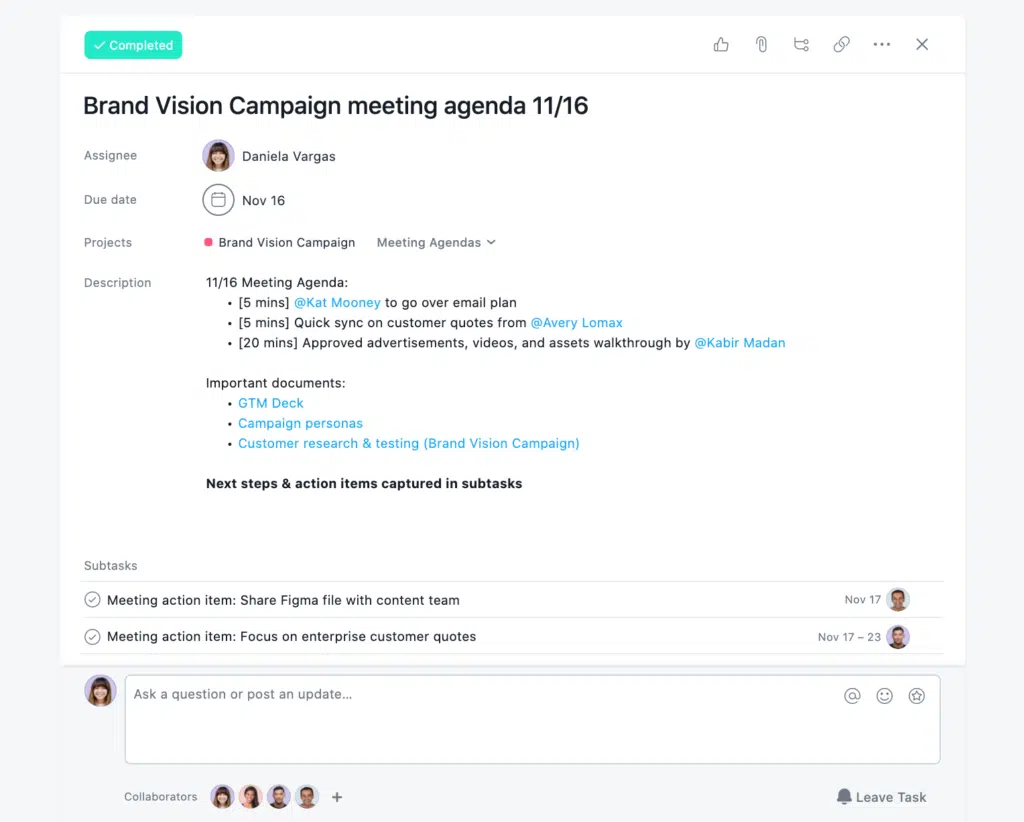 Completed
Brand Vision Campaign meeting agenda 11/16
Assignee Daniela Vargas
Due date Nov 16
Projects Brand Vision Campaign Meeting Agendas
Description 11/16 Meeting Agenda:
• [5 mins] @Kat Mooney to go over email plan
• [5 mins] Quick sync on customer quotes from @Avery Lomax
• [20 mins] Approved advertisements, videos, and assets walkthrough by @Kabir Madan
Important documents:
• GTM Deck
• Campaign personas
• Customer research & testing (Brand Vision Campaign)
Next steps & action items captured in subtasks
Subtasks
Meeting action item: Share Figma file with content team Nov 17
Meeting action item: Focus on enterprise customer quotes Nov 17 – 23
Ask a question or post an update...
Collaborators Leave Task